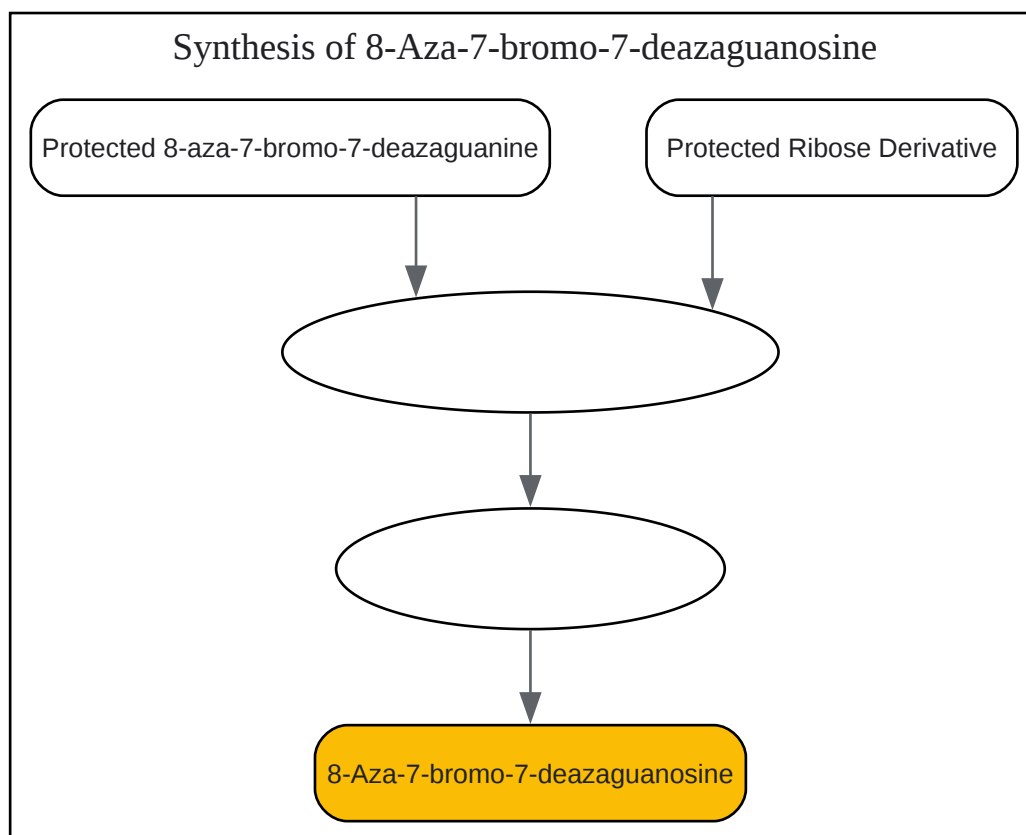 Synthesis of 8-Aza-7-bromo-7-deazaguanosine
Protected 8-aza-7-bromo-7-deazaguanine
Protected Ribose Derivative
8-Aza-7-bromo-7-deazaguanosine